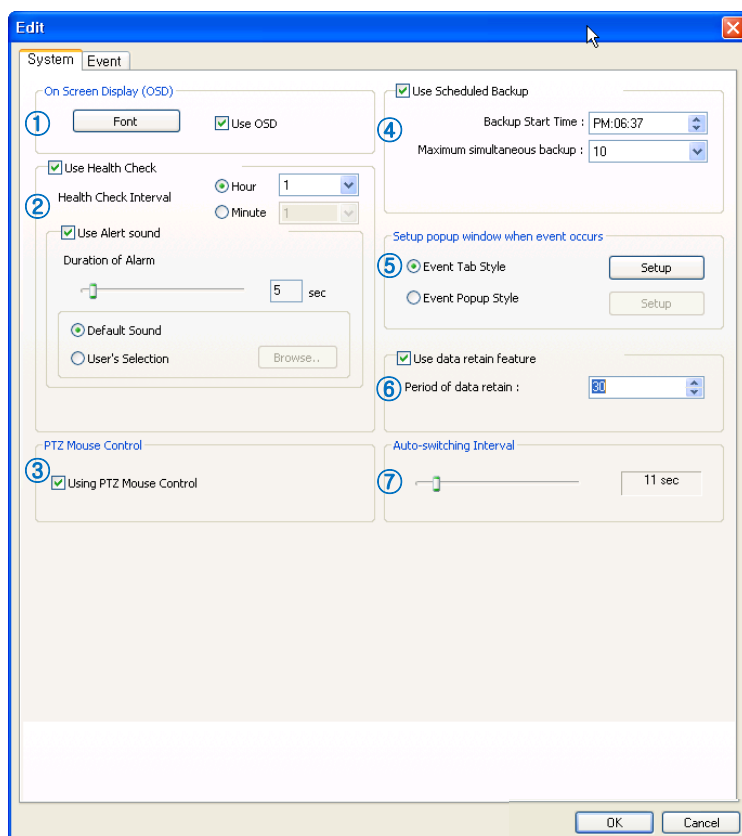 Edit
System Event
On Screen Display (OSD)
① Font Use OSD
Use Health Check
② Health Check Interval
Hour 1
Minute 1
Use Alert sound
Duration of Alarm
5 sec
Default Sound
User's Selection Browse..
PTZ Mouse Control
③ Using PTZ Mouse Control
Use Scheduled Backup
④ Backup Start Time : PM:06:37
Maximum simultaneous backup : 10
Setup popup window when event occurs
⑤ Event Tab Style Setup
Event Popup Style Setup
Use data retain feature
⑥ Period of data retain : 30
Auto-switching Interval
⑦ 11 sec
OK Cancel